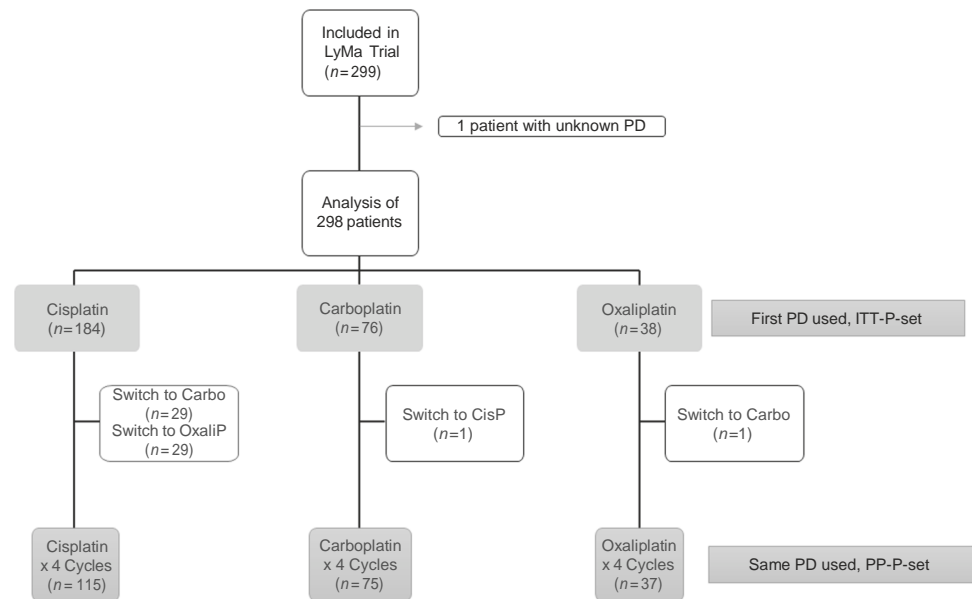 Included in
LyMa Trial
(n=299)
1 patient with unknown PD
Analysis of
298 patients
Cisplatin
(n=184)
Carboplatin
(n=76)
Oxaliplatin
(n=38)
First PD used, ITT-P-set
Switch to Carbo
(n=29)
Switch to OxaliP
(n=29)
Switch to CisP
(n=1)
Switch to Carbo
(n=1)
Cisplatin
x 4 Cycles
(n=115)
Carboplatin
x 4 Cycles
(n=75)
Oxaliplatin
x 4 Cycles
(n=37)
Same PD used, PP-P-set